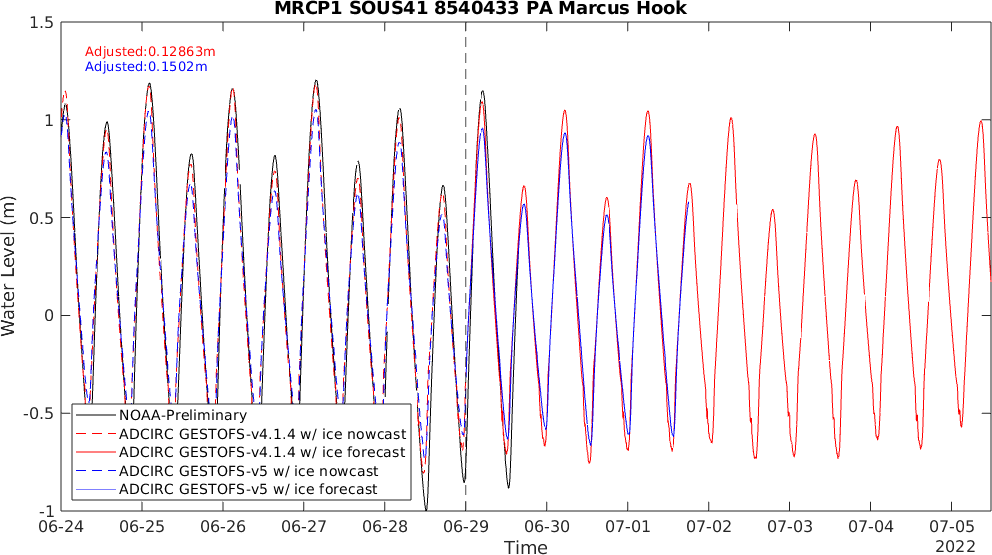 MRCP1 SOUS41 8540433 PA Marcus Hook
1.5
Adjusted:0.12863m
Adjusted:0.1502m
1
0.5
Water Level (m)
0
-0.5
NOAA-Preliminary
ADCIRC GESTOFS-v4.1.4 w/ ice nowcast
ADCIRC GESTOFS-v4.1.4 w/ ice forecast
ADCIRC GESTOFS-v5 w/ ice nowcast
ADCIRC GESTOFS-v5 w/ ice forecast
-1
06-24 06-25 06-26 06-27 06-28 06-29 06-30 07-01 07-02 07-03 07-04 07-05
Time
2022